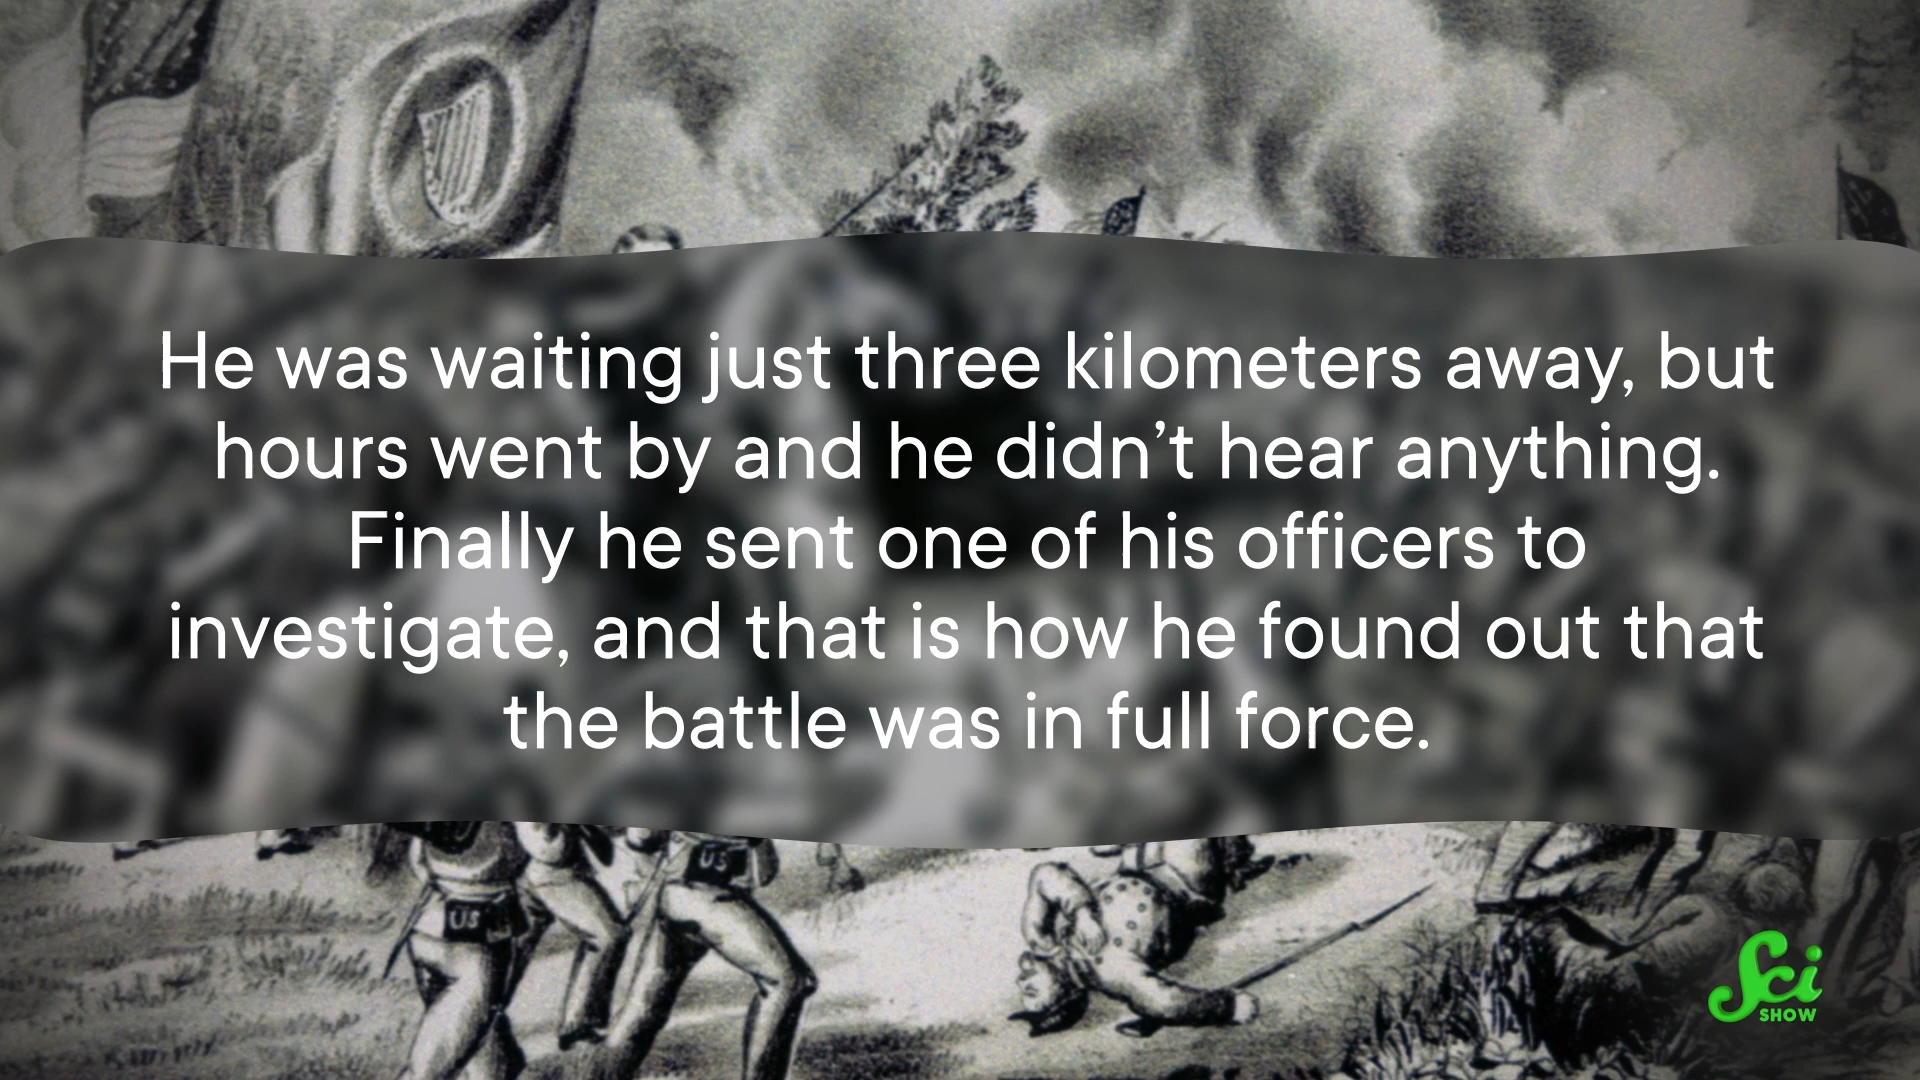 He was waiting just three kilometers away, but
hours went by and he didn’t hear anything.
Finally he sent one of his officers to
investigate, and that is how he found out that
the battle was in full force.
US
US
Sci
SHOW